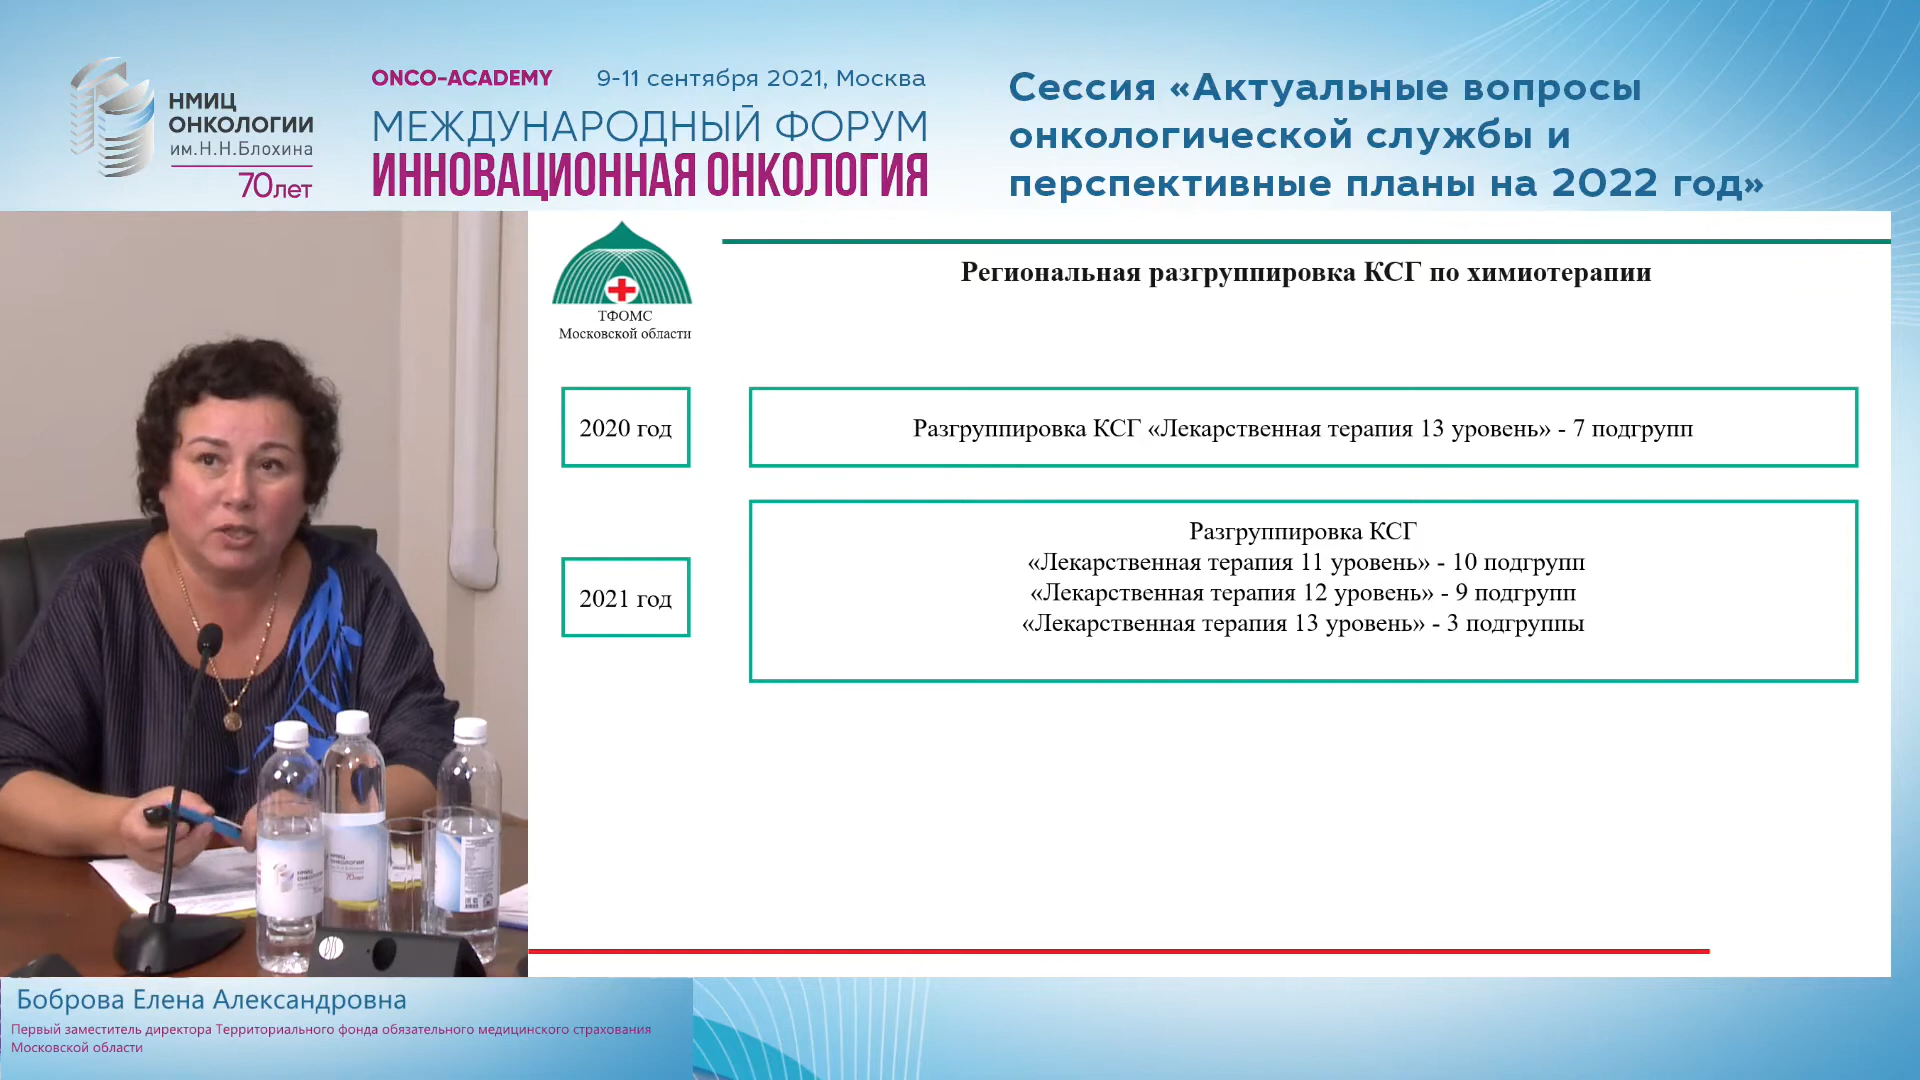 НМИЦ
ОНКОЛОГИИ
им.Н.Н.Блохина
70лет
ONCO-ACADEMY
9-11 сентября 2021, Москва
МЕЖДУНАРОДНЫЙ ФОРУМ
ИННОВАЦИОННАЯ ОНКОЛОГИЯ
Сессия «Актуальные вопросы
онкологической службы и
перспективные планы на 2022 год»
ТФОМС
Московской области
Региональная разгруппировка КСГ по химиотерапии
2020 год
Разгруппировка КСГ «Лекарственная терапия 13 уровень» - 7 подгрупп
2021 год
Разгруппировка КСГ
«Лекарственная терапия 11 уровень» - 10 подгрупп
«Лекарственная терапия 12 уровень» - 9 подгрупп
«Лекарственная терапия 13 уровень» - 3 подгруппы
НМИЦ
ОНКОЛОГИИ
70лет
Боброва Елена Александровна
Первый заместитель директора Территориального фонда обязательного медицинского страхования
Московской области